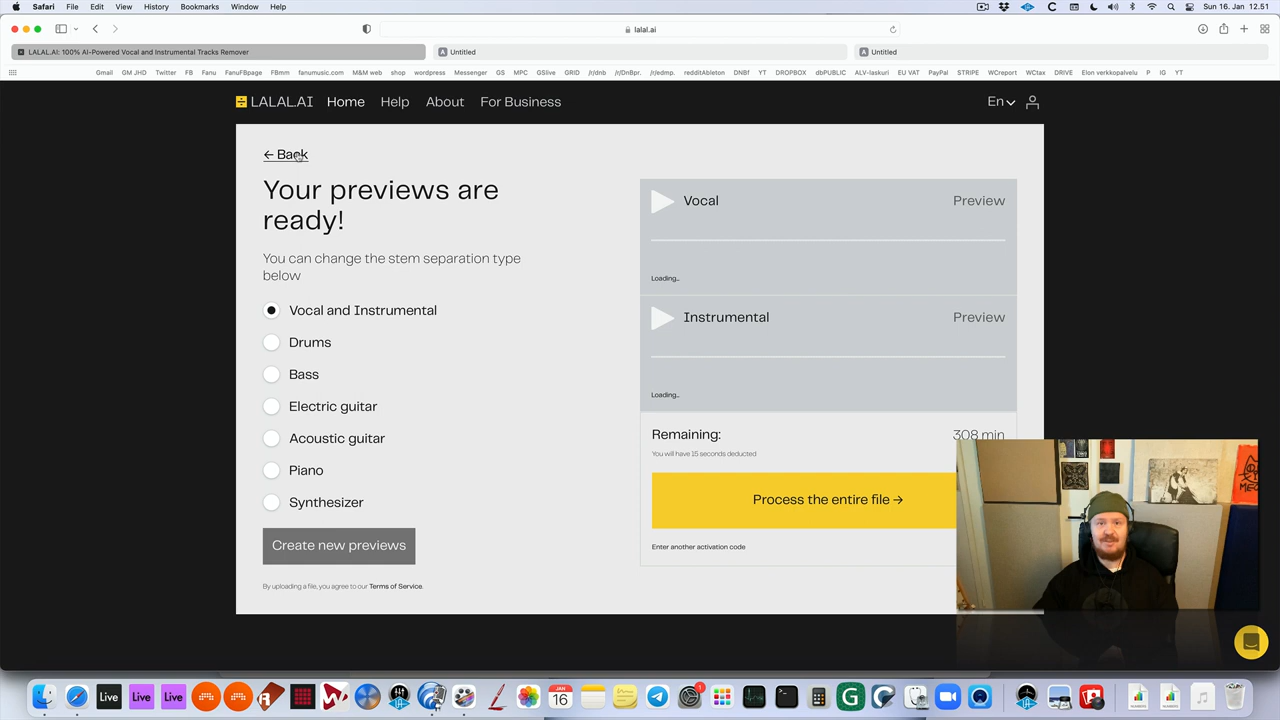 Safari File Edit View History Bookmarks Window Help
Sun 16. Jan 12.51
lalal.ai
LALAL.AI: 100% AI-Powered Vocal and Instrumental Tracks Remover
Untitled
Untitled
Gmail GM JHD Twitter FB Fanu FanuFBpage FBmm fanumusic.com M&M web shop wordpress Messenger GS MPC GSlive GRID /r/dnb /r/DnBpr. /r/edmp. redditAbleton DNBf YT DROPBOX dbPUBLIC ALV-laskuri EU VAT PayPal STRIPE WCreport WCtax DRIVE Elon verkkopalvelu P IG YT
LALAL.AI Home Help About For Business
En
← Back
Your previews are
ready!
You can change the stem separation type
below
Vocal and Instrumental
Drums
Bass
Electric guitar
Acoustic guitar
Piano
Synthesizer
Create new previews
By uploading a file, you agree to our Terms of Service.
Vocal Preview
Loading...
Instrumental Preview
Loading...
Remaining: 308 min
You will have 15 seconds deducted
Process the entire file →
Enter another activation code
Live Live Live
JAN
16
1